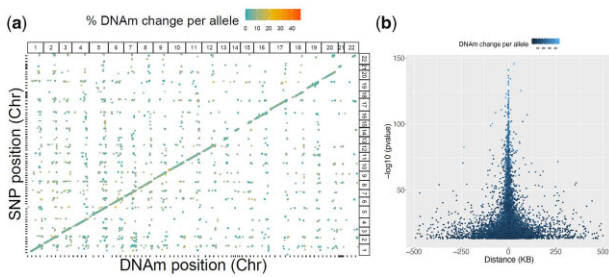 (a)
% DNAm change per allele
0 10 20 30 40
1 2 3 4 5 6 7 8 9 10 11 12 13 14 15 16 17 18 19 20 21 22
SNP position (Chr)
DNAm position (Chr)
(b)
DNAm change per allele
150
100
50
−log10 (pvalue)
−500 −250 0 250 500
Distance (KB)